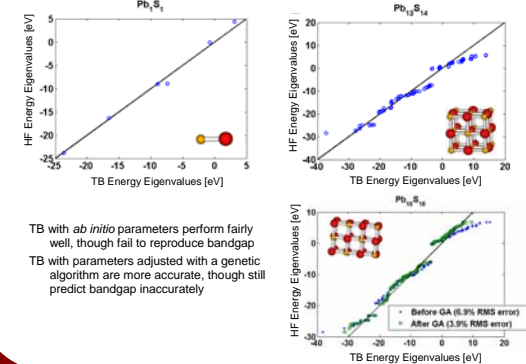 Pb1S1
HF Energy Eigenvalues [eV]
5
0
-5
-10
-15
-20
-25
-25 -20 -15 -10 -5 0 5
TB Energy Eigenvalues [eV]
Pb13S14
HF Energy Eigenvalues [eV]
20
10
0
-10
-20
-30
-40
-40 -20 0 20
TB Energy Eigenvalues [eV]
TB with ab initio parameters perform fairly
well, though fail to reproduce bandgap
TB with parameters adjusted with a genetic
algorithm are more accurate, though still
predict bandgap inaccurately
HF Energy Eigenvalues [eV]
10
0
-10
-20
-30
-40 -30 -20 -10 0 10
Before GA (6.9% RMS error)
After GA (3.9% RMS error)
TB Energy Eigenvalues [eV]